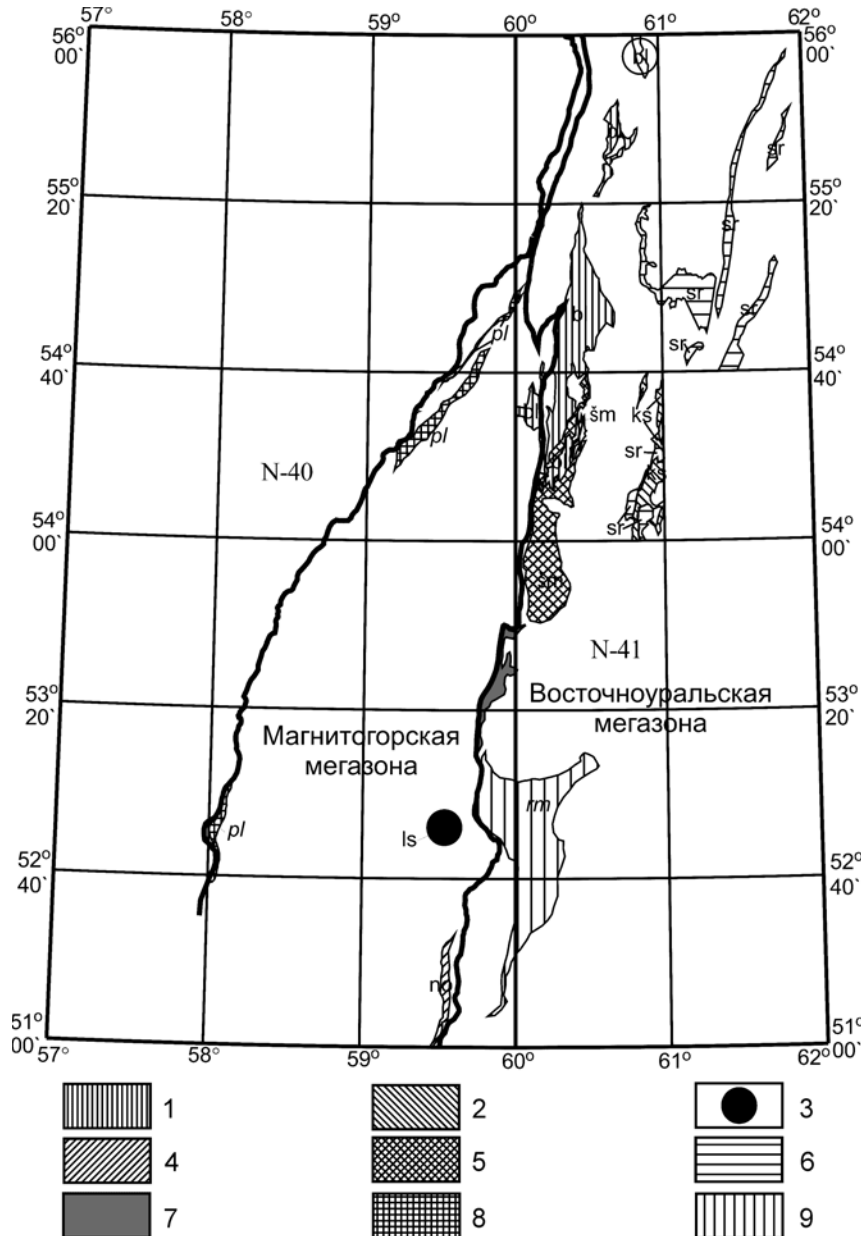 57° 58° 59° 60° 61° 62°
56° 00` 56° 00`
bl
sr
55° 20` 55° 20`
sr
sr
sr
b
pl
sr
54° 40` 54° 40`
šm
pl
ks
N-40
sr
54° 00` 54° 00`
sr
šm
N-41
53° 20` Восточноуральская 53° 20`
мегазона
Магнитогорская
мегазона
rm
pl
ls
52° 40` 52° 40`
51° 00` 51° 00`
57° 58° 59° 60° 61° 62°
1 2 3
4 5 6
7 8 9